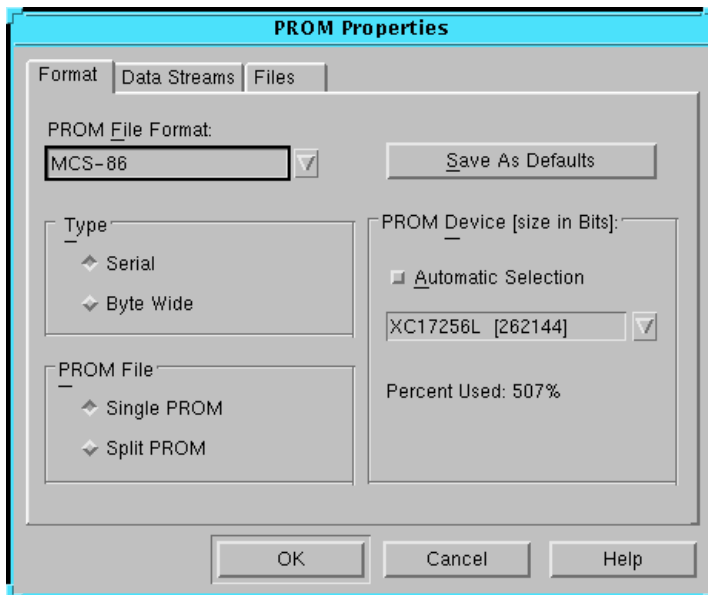 PROM Properties
Format Data Streams Files
PROM File Format:
MCS-86
Save As Defaults
Type
Serial
Byte Wide
PROM Device [size in Bits]:
Automatic Selection
XC17256L [262144]
Percent Used: 507%
PROM File
Single PROM
Split PROM
OK Cancel Help